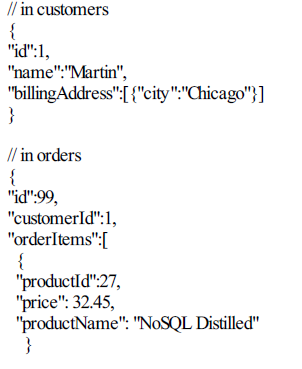 // in customers
{
"id":1,
"name":"Martin",
"billingAddress":[{"city":"Chicago"}]
}
// in orders
{
"id":99,
"customerId":1,
"orderItems":[
{
"productId":27,
"price": 32.45,
"productName": "NoSQL Distilled"
}